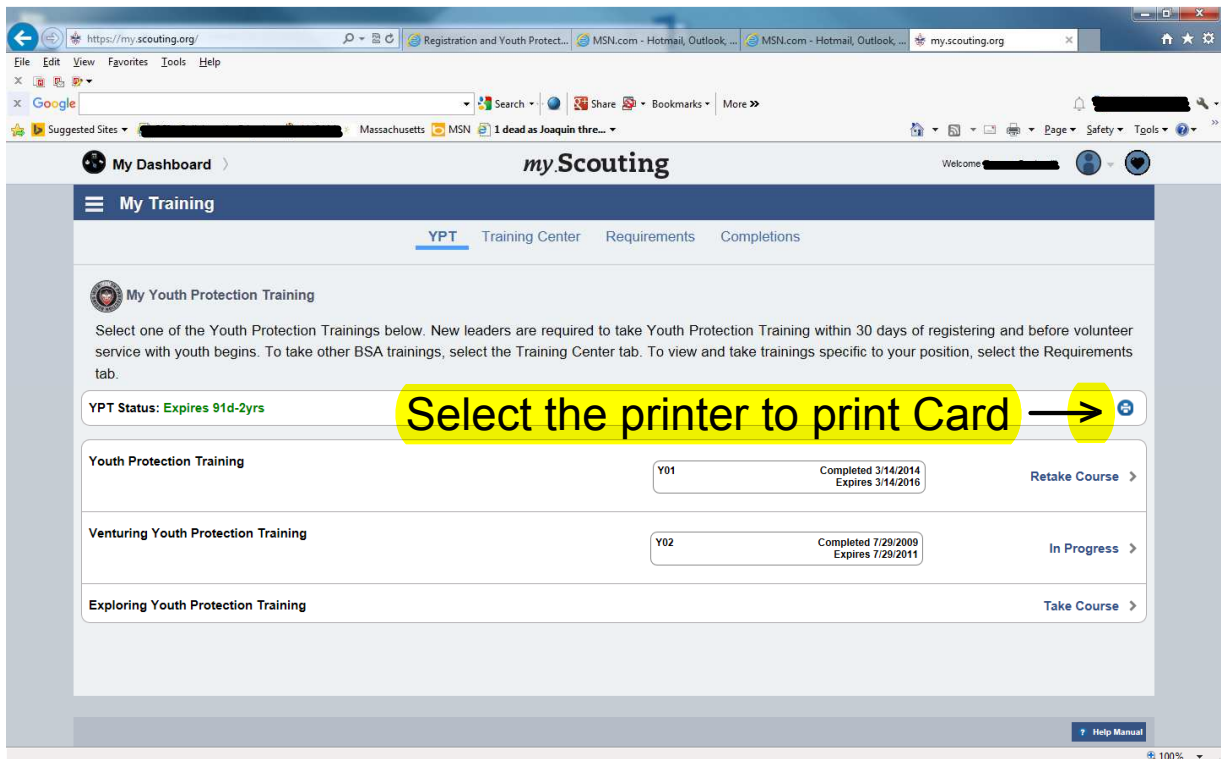 https://my.scouting.org/
Registration and Youth Protect...
MSN.com - Hotmail, Outlook, ...
MSN.com - Hotmail, Outlook, ...
my.scouting.org
File Edit View Favorites Tools Help
Google Search Share Bookmarks More >>
Suggested Sites Massachusetts MSN 1 dead as Joaquin thre... Page Safety Tools
My Dashboard my.Scouting Welcome
My Training
YPT Training Center Requirements Completions
My Youth Protection Training
Select one of the Youth Protection Trainings below. New leaders are required to take Youth Protection Training within 30 days of registering and before volunteer
service with youth begins. To take other BSA trainings, select the Training Center tab. To view and take trainings specific to your position, select the Requirements
tab.
YPT Status: Expires 91d-2yrs
Select the printer to print Card —>
Youth Protection Training
Y01 Completed 3/14/2014
Expires 3/14/2016
Retake Course >
Venturing Youth Protection Training
Y02 Completed 7/29/2009
Expires 7/29/2011
In Progress >
Exploring Youth Protection Training Take Course >
? Help Manual
100%